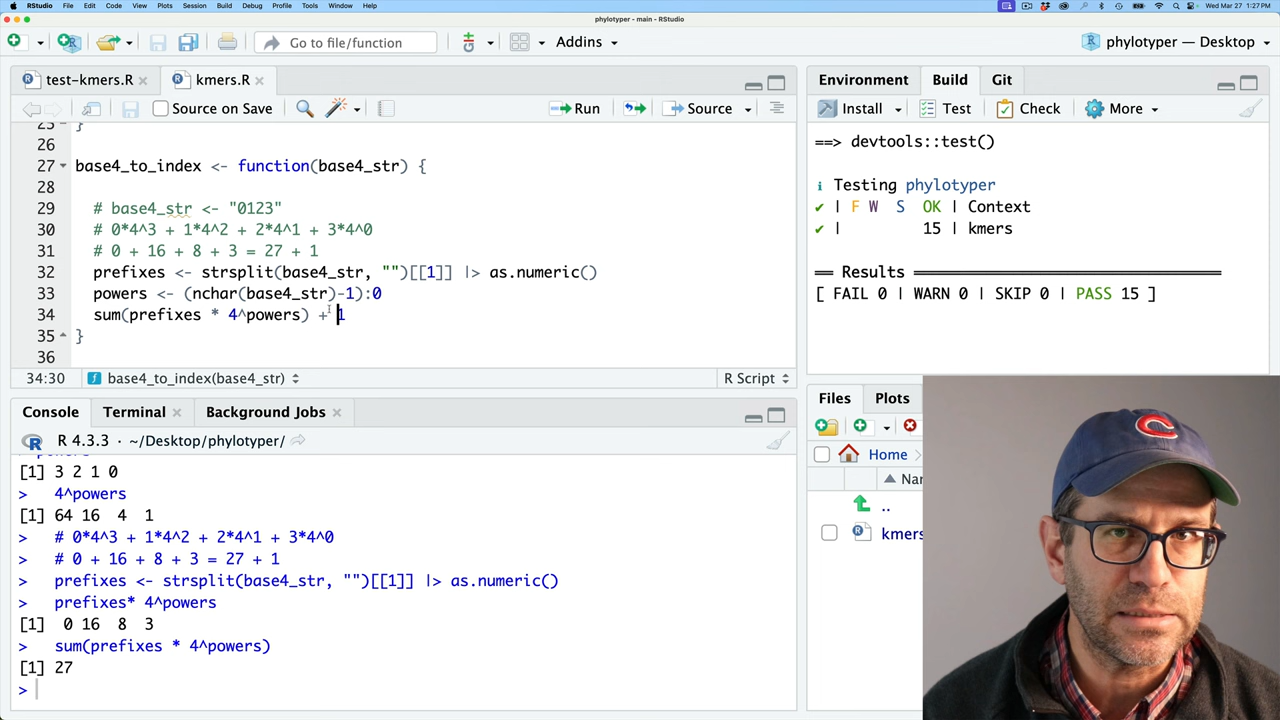 RStudio File Edit Code View Plots Session Build Debug Profile Tools Window Help Wed Mar 27 1:27 PM
phylotyper - main - RStudio
Go to file/function Addins phylotyper — Desktop
test-kmers.R kmers.R
Source on Save Run Source
25 }
26
27 base4_to_index <- function(base4_str) {
28
29 # base4_str <- "0123"
30 # 0*4^3 + 1*4^2 + 2*4^1 + 3*4^0
31 # 0 + 16 + 8 + 3 = 27 + 1
32 prefixes <- strsplit(base4_str, "")[[1]] |> as.numeric()
33 powers <- (nchar(base4_str)-1):0
34 sum(prefixes * 4^powers) + 1
35 }
36
34:30 base4_to_index(base4_str) R Script
Console Terminal Background Jobs
R 4.3.3 · ~/Desktop/phylotyper/
powers
[1] 3 2 1 0
> 4^powers
[1] 64 16 4 1
> # 0*4^3 + 1*4^2 + 2*4^1 + 3*4^0
> # 0 + 16 + 8 + 3 = 27 + 1
> prefixes <- strsplit(base4_str, "")[[1]] |> as.numeric()
> prefixes* 4^powers
[1] 0 16 8 3
> sum(prefixes * 4^powers)
[1] 27
>
Environment Build Git
Install Test Check More
==> devtools::test()
ℹ Testing phylotyper
✔ | F W S OK | Context
✔ | 15 | kmers
══ Results ═════════════════════
[ FAIL 0 | WARN 0 | SKIP 0 | PASS 15 ]
Files Plots
Home
Nar
..
kmers
C